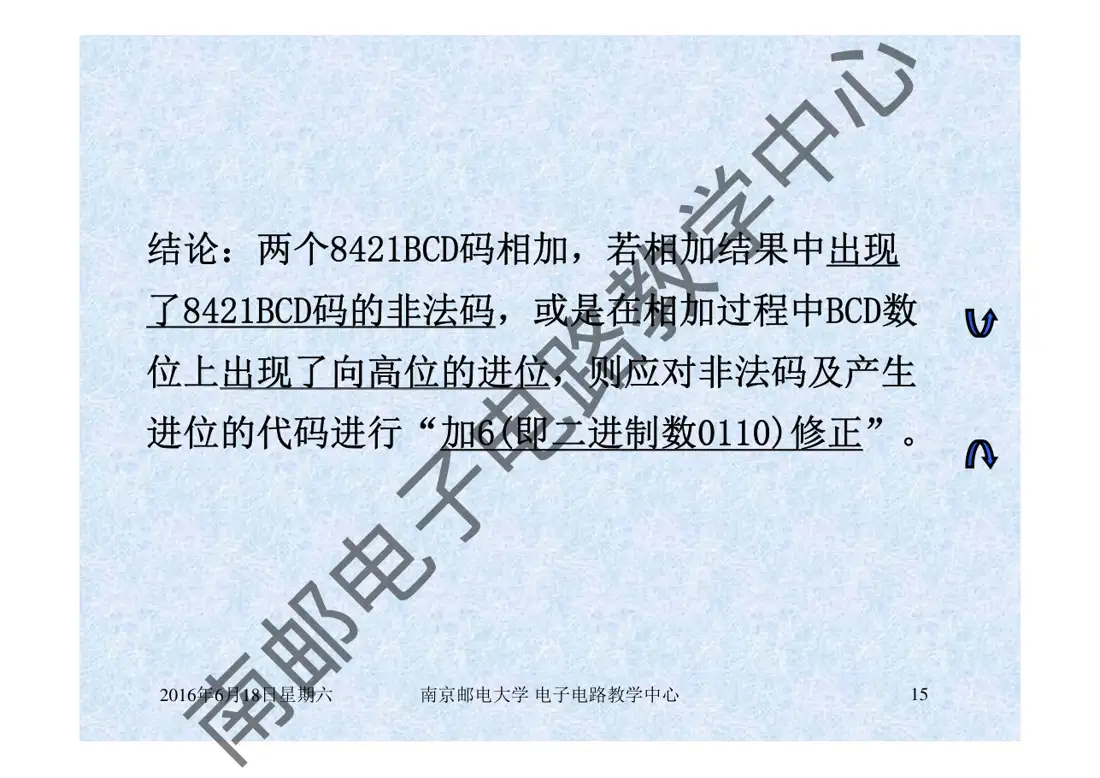 结论：两个8421BCD码相加，若相加结果中出现
了8421BCD码的非法码，或是在相加过程中BCD数
位上出现了向高位的进位，则应对非法码及产生
进位的代码进行“加6(即二进制数0110)修正”。
南邮电子电路教学中心
2016年6月18日星期六
南京邮电大学 电子电路教学中心
15